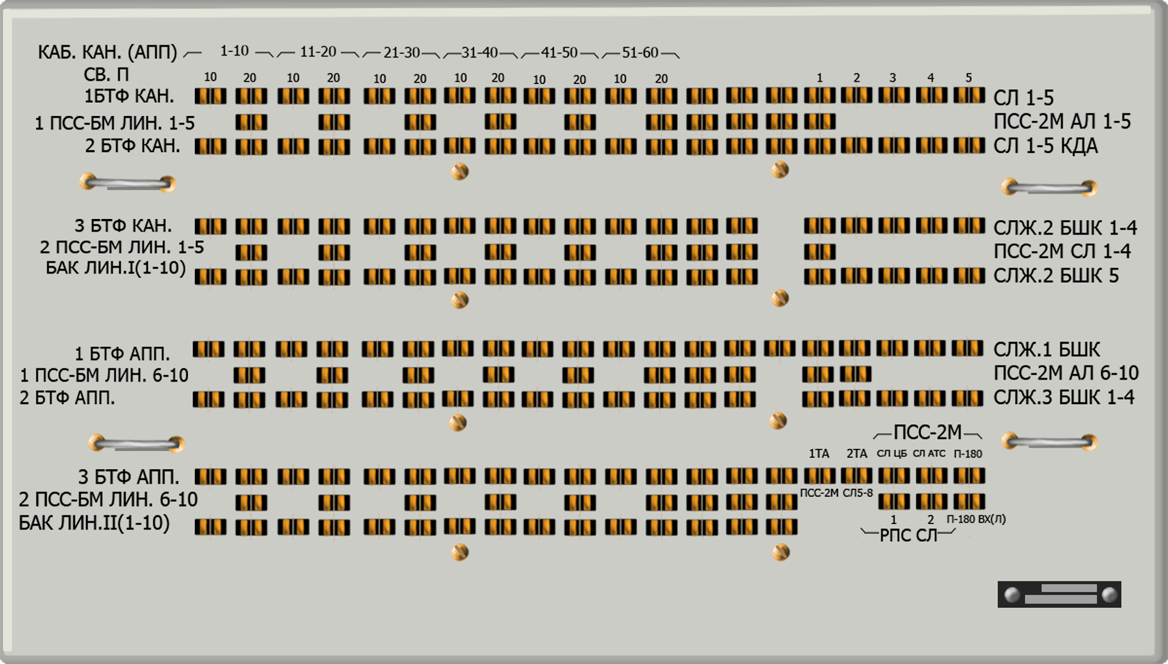 КАБ. КАН. (АПП) 1-10 11-20 21-30 31-40 41-50 51-60
СВ. П 10 20 10 20 10 20 10 20 10 20 10 20 1 2 3 4 5
1БТФ КАН. СЛ 1-5
1 ПСС-БМ ЛИН. 1-5 ПСС-2М АЛ 1-5
2 БТФ КАН. СЛ 1-5 КДА
3 БТФ КАН. СЛЖ.2 БШК 1-4
2 ПСС-БМ ЛИН. 1-5 ПСС-2М СЛ 1-4
БАК ЛИН.I(1-10) СЛЖ.2 БШК 5
1 БТФ АПП. СЛЖ.1 БШК
1 ПСС-БМ ЛИН. 6-10 ПСС-2М АЛ 6-10
2 БТФ АПП. СЛЖ.3 БШК 1-4
ПСС-2М
1ТА 2ТА СЛ ЦБ СЛ АТС П-180
3 БТФ АПП.
ПСС-2М СЛ5-8
2 ПСС-БМ ЛИН. 6-10
БАК ЛИН.II(1-10) 1 2 П-180 ВХ(Л)
РПС СЛ